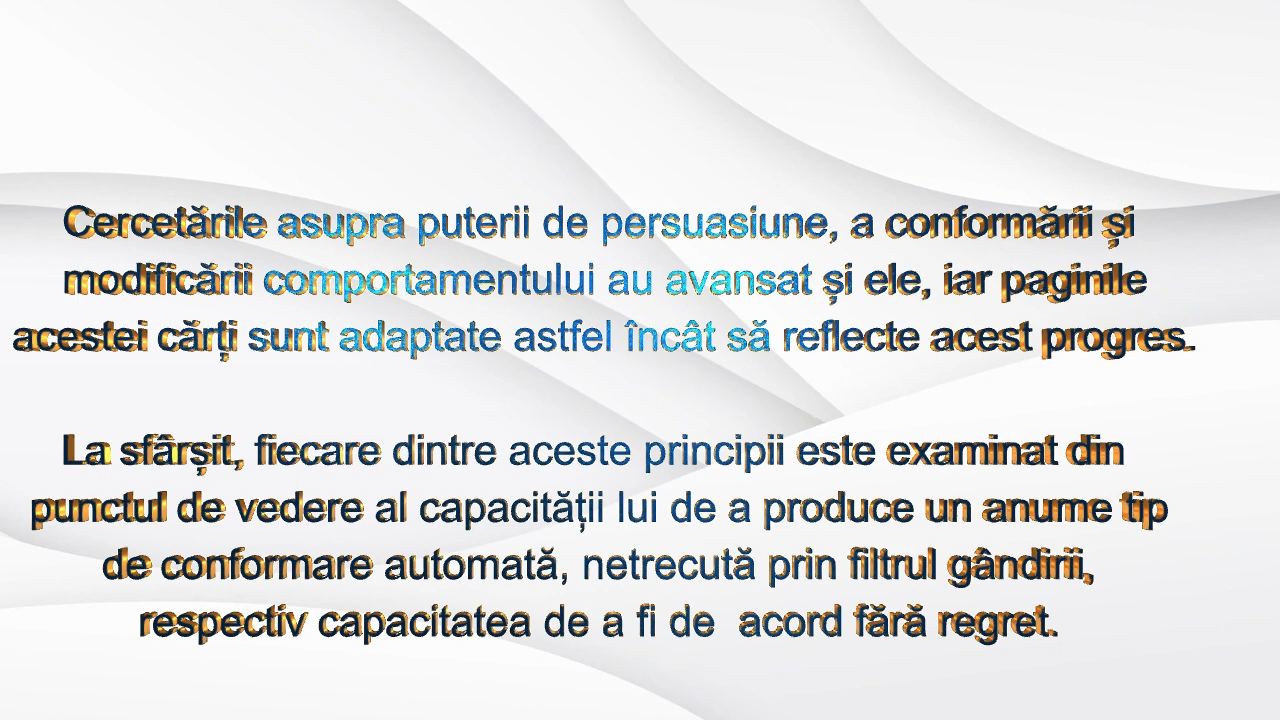 Cercetările asupra puterii de persuasiune, a conformării și
modificării comportamentului au avansat și ele, iar paginile
acestei cărți sunt adaptate astfel încât să reflecte acest progres.
La sfârșit, fiecare dintre aceste principii este examinat din
punctul de vedere al capacității lui de a produce un anume tip
de conformare automată, netrecută prin filtrul gândirii,
respectiv capacitatea de a fi de  acord fără regret.